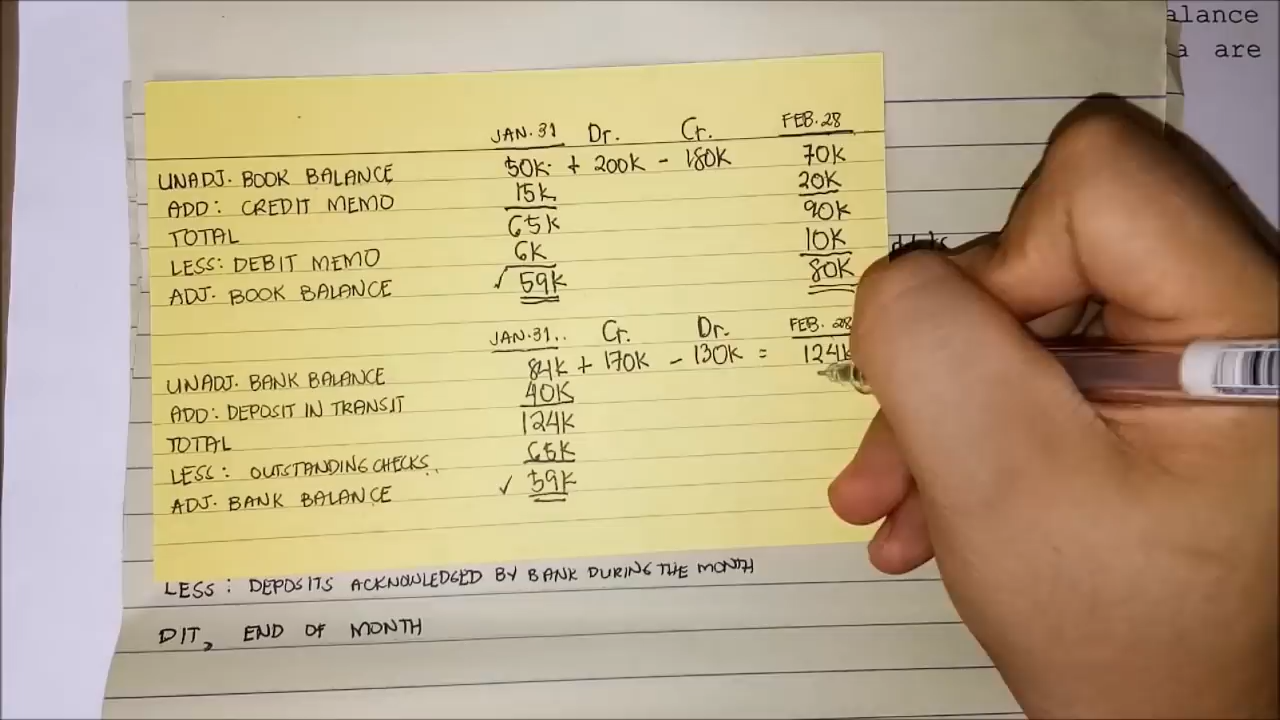 alance
a are
JAN. 31 Dr. Cr. FEB. 28
UNADJ. BOOK BALANCE 50K + 200K - 180K 70K
ADD: CREDIT MEMO 15K 20K
TOTAL 65K 90K
LESS: DEBIT MEMO 6K 10K
ADJ. BOOK BALANCE √ 59K 80K
JAN. 31.. Cr. Dr. FEB. 28
UNADJ. BANK BALANCE 84K + 170K - 130K = 124K
ADD: DEPOSIT IN TRANSIT 40K
TOTAL 124K
LESS: OUTSTANDING CHECKS.. 65K
ADJ. BANK BALANCE ✓ 59K
LESS: DEPOSITS ACKNOWLEDGED BY BANK DURING THE MONTH
DIT, END OF MONTH